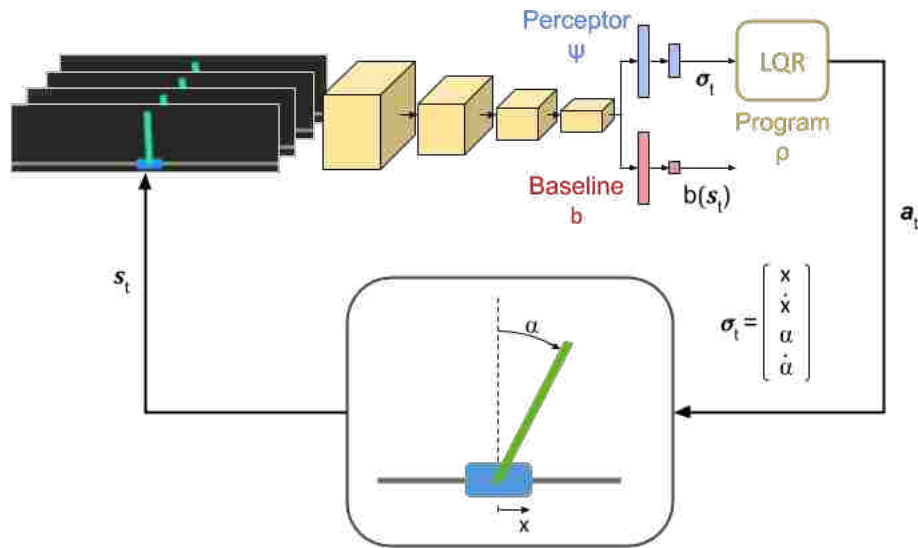 Perceptor
ψ
σt
LQR
Program
ρ
Baseline
b
b(st)
at
st
σt = [ x
ẋ
α
α̇ ]
α
x